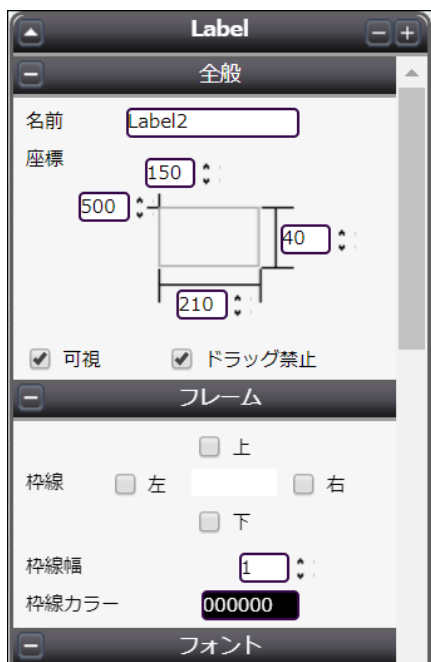 Label
全般
名前 Label2
座標
150
500
40
210
可視 ドラッグ禁止
フレーム
上
枠線 左 右
下
枠線幅 1
枠線カラー 000000
フォント